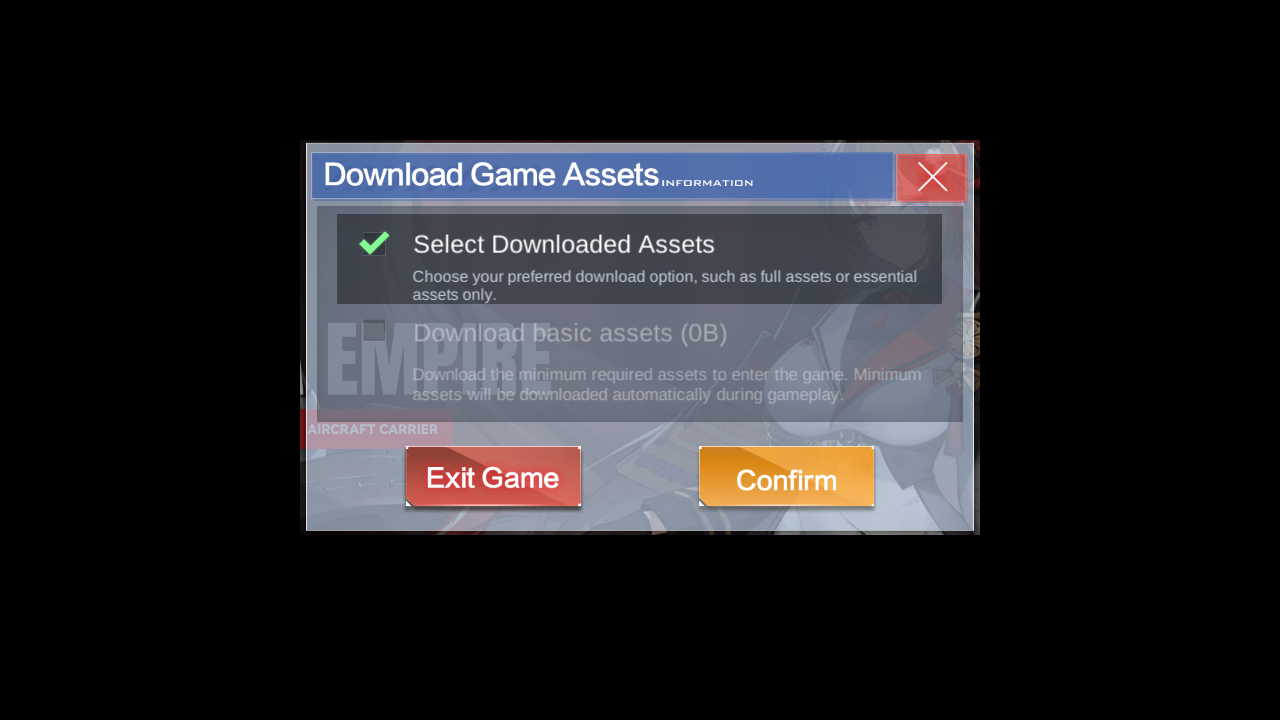 Download Game Assets INFORMATION
Select Downloaded Assets
Choose your preferred download option, such as full assets or essential
assets only.
Download basic assets (0B)
EMPIRE
Download the minimum required assets to enter the game. Minimum
assets will be downloaded automatically during gameplay.
AIRCRAFT CARRIER
Exit Game
Confirm